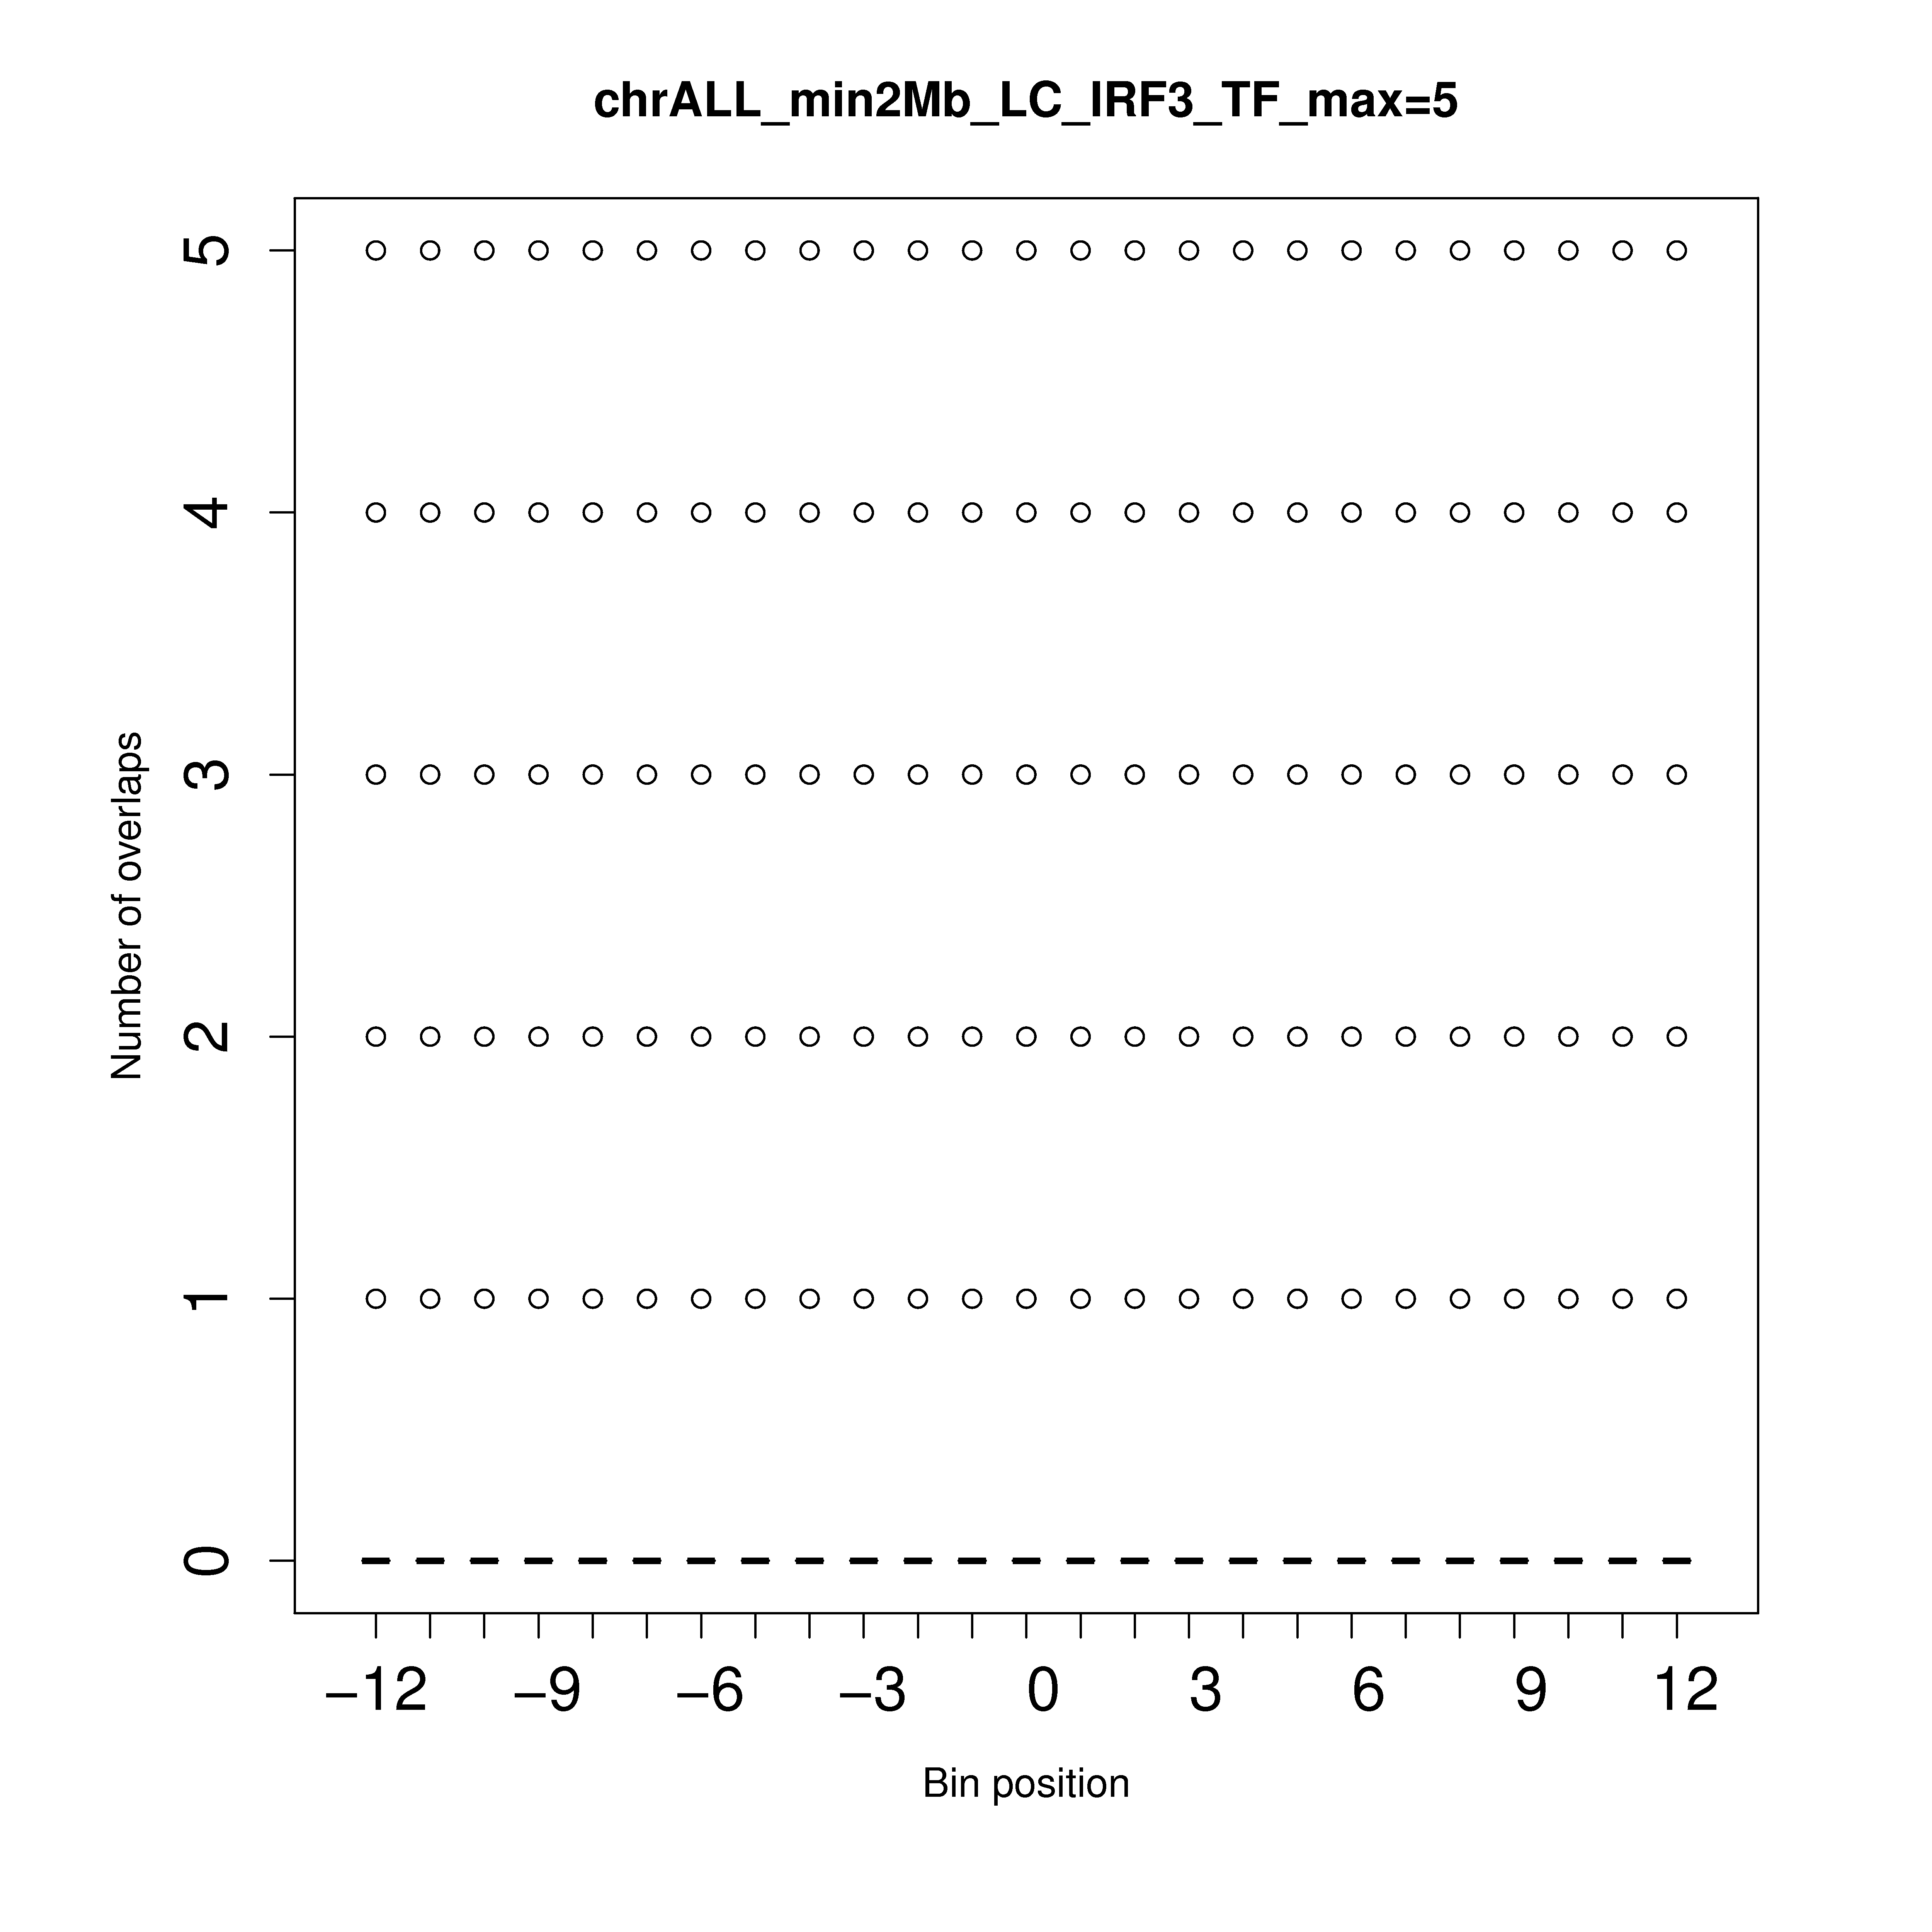 chrALL_min2Mb_LC_IRF3_TF_max=5
5
4
3
2
1
0
Number of overlaps
−12 −9 −6 −3 0 3 6 9 12
Bin position